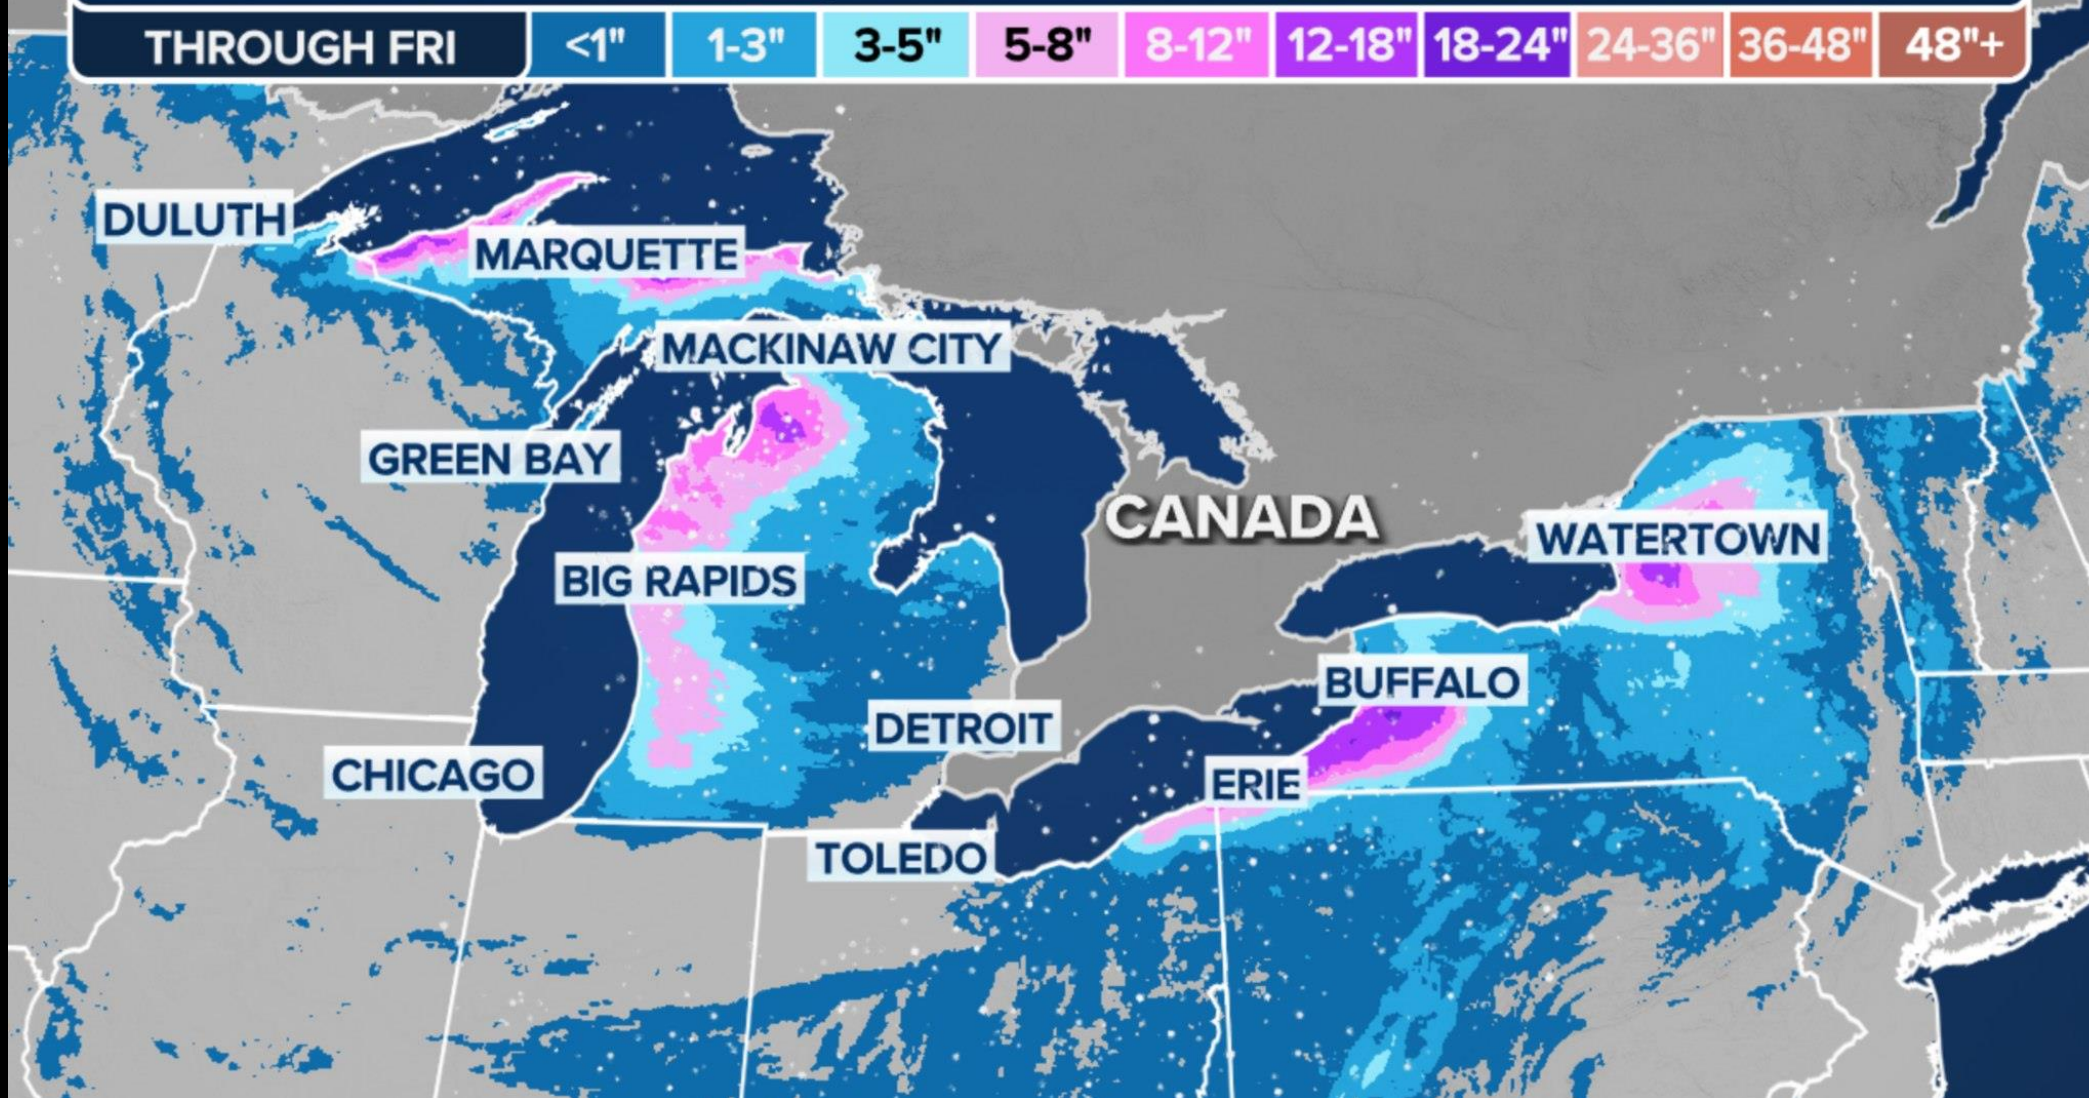 THROUGH FRI <1" 1-3" 3-5" 5-8" 8-12" 12-18" 18-24" 24-36" 36-48" 48"+
DULUTH
MARQUETTE
MACKINAW CITY
GREEN BAY
CANADA
WATERTOWN
BIG RAPIDS
BUFFALO
DETROIT
CHICAGO
ERIE
TOLEDO